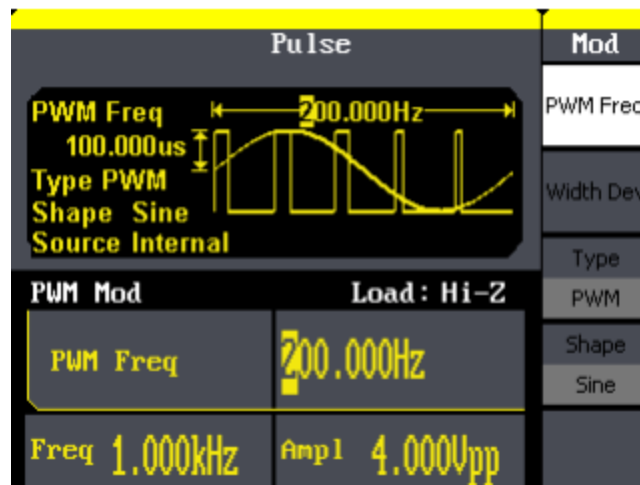 Pulse
Mod
PWM Freq
200.000Hz
100.000us
Type PWM
Shape Sine
Source Internal
PWM Freq
Width Dev
Type
PWM
Shape
Sine
PWM Mod
Load: Hi-Z
PWM Freq
200.000Hz
Freq 1.000kHz
Ampl 4.000Vpp